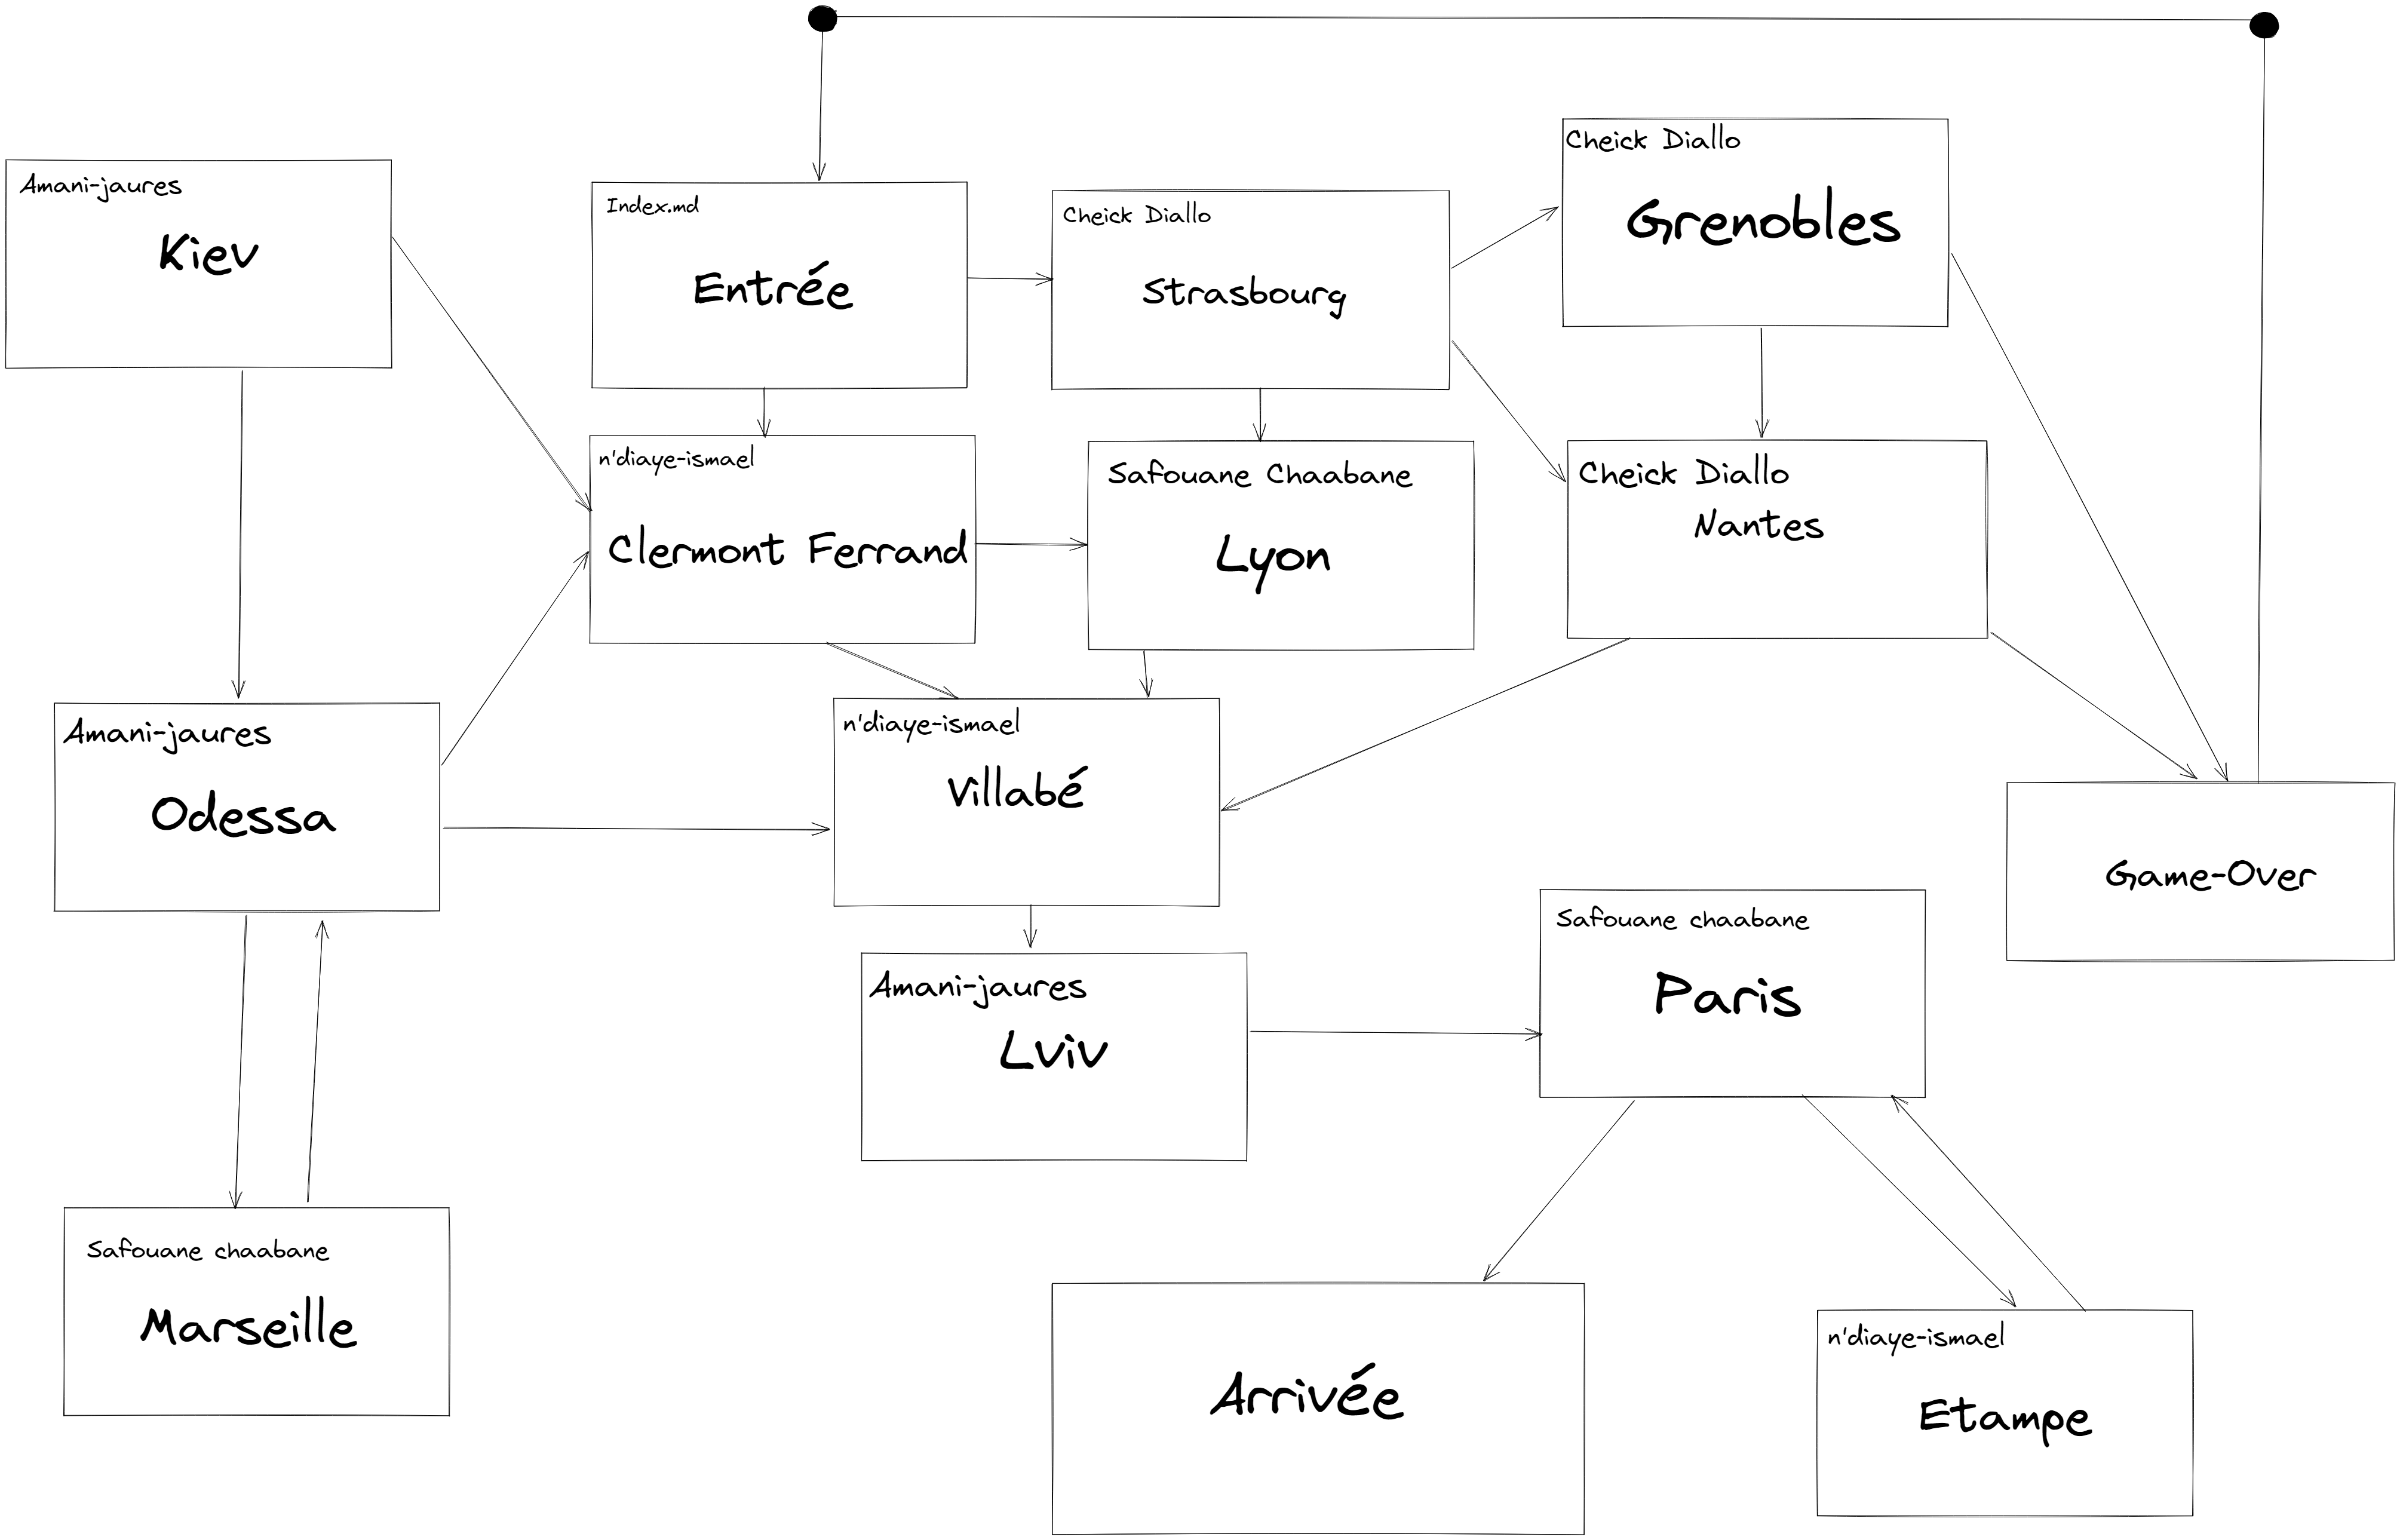 Cheick Diallo
Grenobles
Amani-jaures
Kiev
Index.md
Entrée
Cheick Diallo
Strasbourg
n'diaye-ismael
Clermont Ferrand
Safouane Chaabane
Lyon
Cheick Diallo
Nantes
Amani-jaures
Odessa
n'diaye-ismael
Villabé
Game-Over
Safouane chaabane
Paris
Amani-jaures
Lviv
Safouane chaabane
Marseille
Arrivée
n'diaye-ismael
Etampe